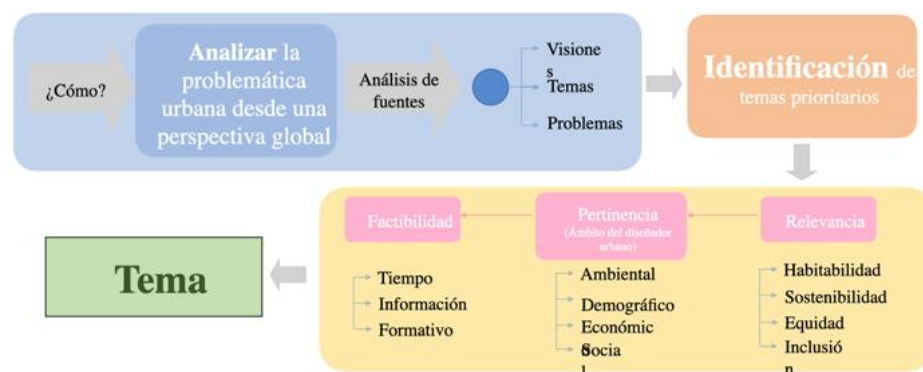 ¿Cómo?
Analizar la
problemática
urbana desde una
perspectiva global
Análisis de
fuentes
Visione
s
Temas
Problemas
Identificación de
temas prioritarios
Relevancia
Habitabilidad
Sostenibilidad
Equidad
Inclusió
n
Pertinencia
(Ámbito del diseñador
urbano)
Ambiental
Demográfico
Económic
Socia
l
Factibilidad
Tiempo
Información
Formativo
Tema